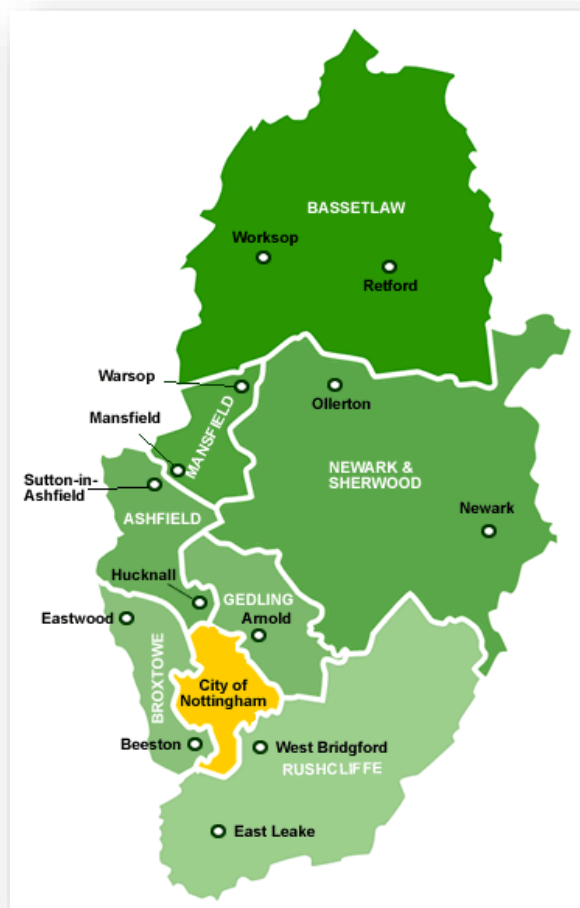 BASSETLAW
Worksop
Retford
Warsop
Ollerton
MANSFIELD
Mansfield
NEWARK &
SHERWOOD
Sutton-in-
Ashfield
Newark
ASHFIELD
Hucknall
GEDLING
Arnold
Eastwood
BROXTOWE
City of
Nottingham
Beeston
West Bridgford
RUSHCLIFFE
East Leake